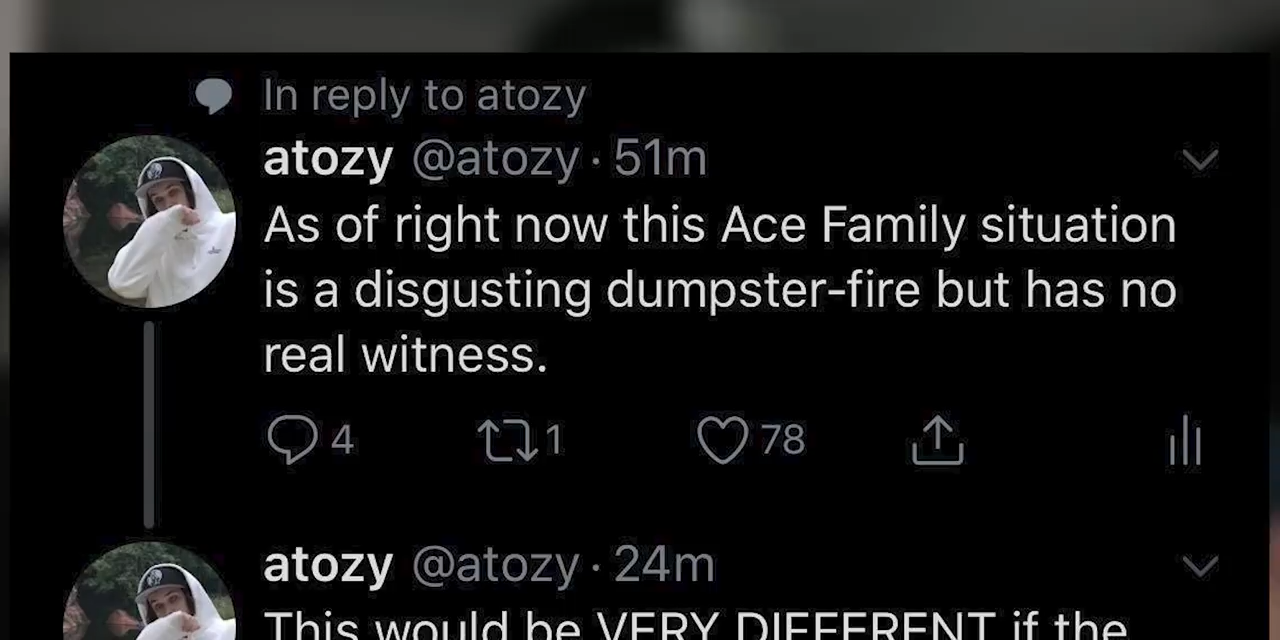 In reply to atozy
atozy @atozy · 51m
As of right now this Ace Family situation
is a disgusting dumpster-fire but has no
real witness.
4 1 78
atozy @atozy · 24m
This would be VERY DIFFERENT if the